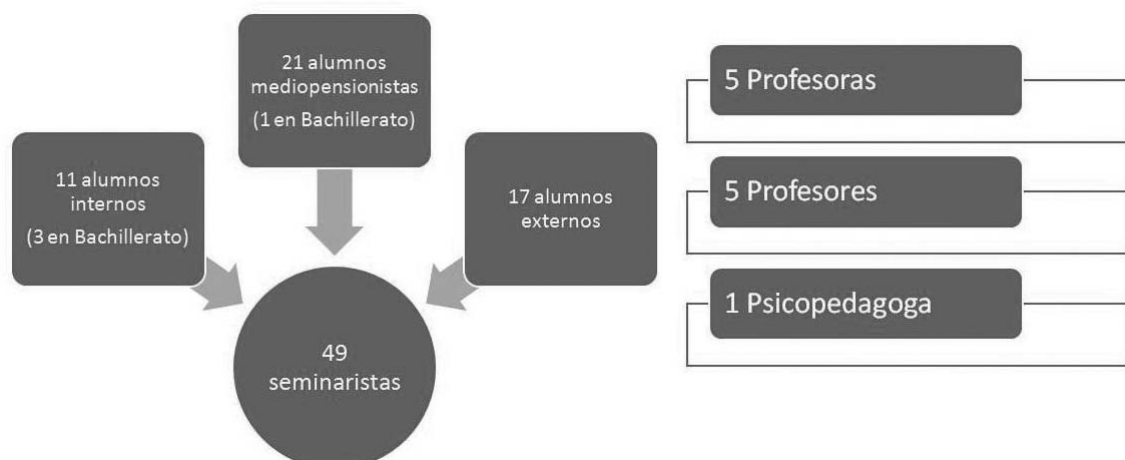 21 alumnos
mediopensionistas
(1 en Bachillerato)
11 alumnos
internos
(3 en Bachillerato)
17 alumnos
externos
49
seminaristas
5 Profesoras
5 Profesores
1 Psicopedagoga